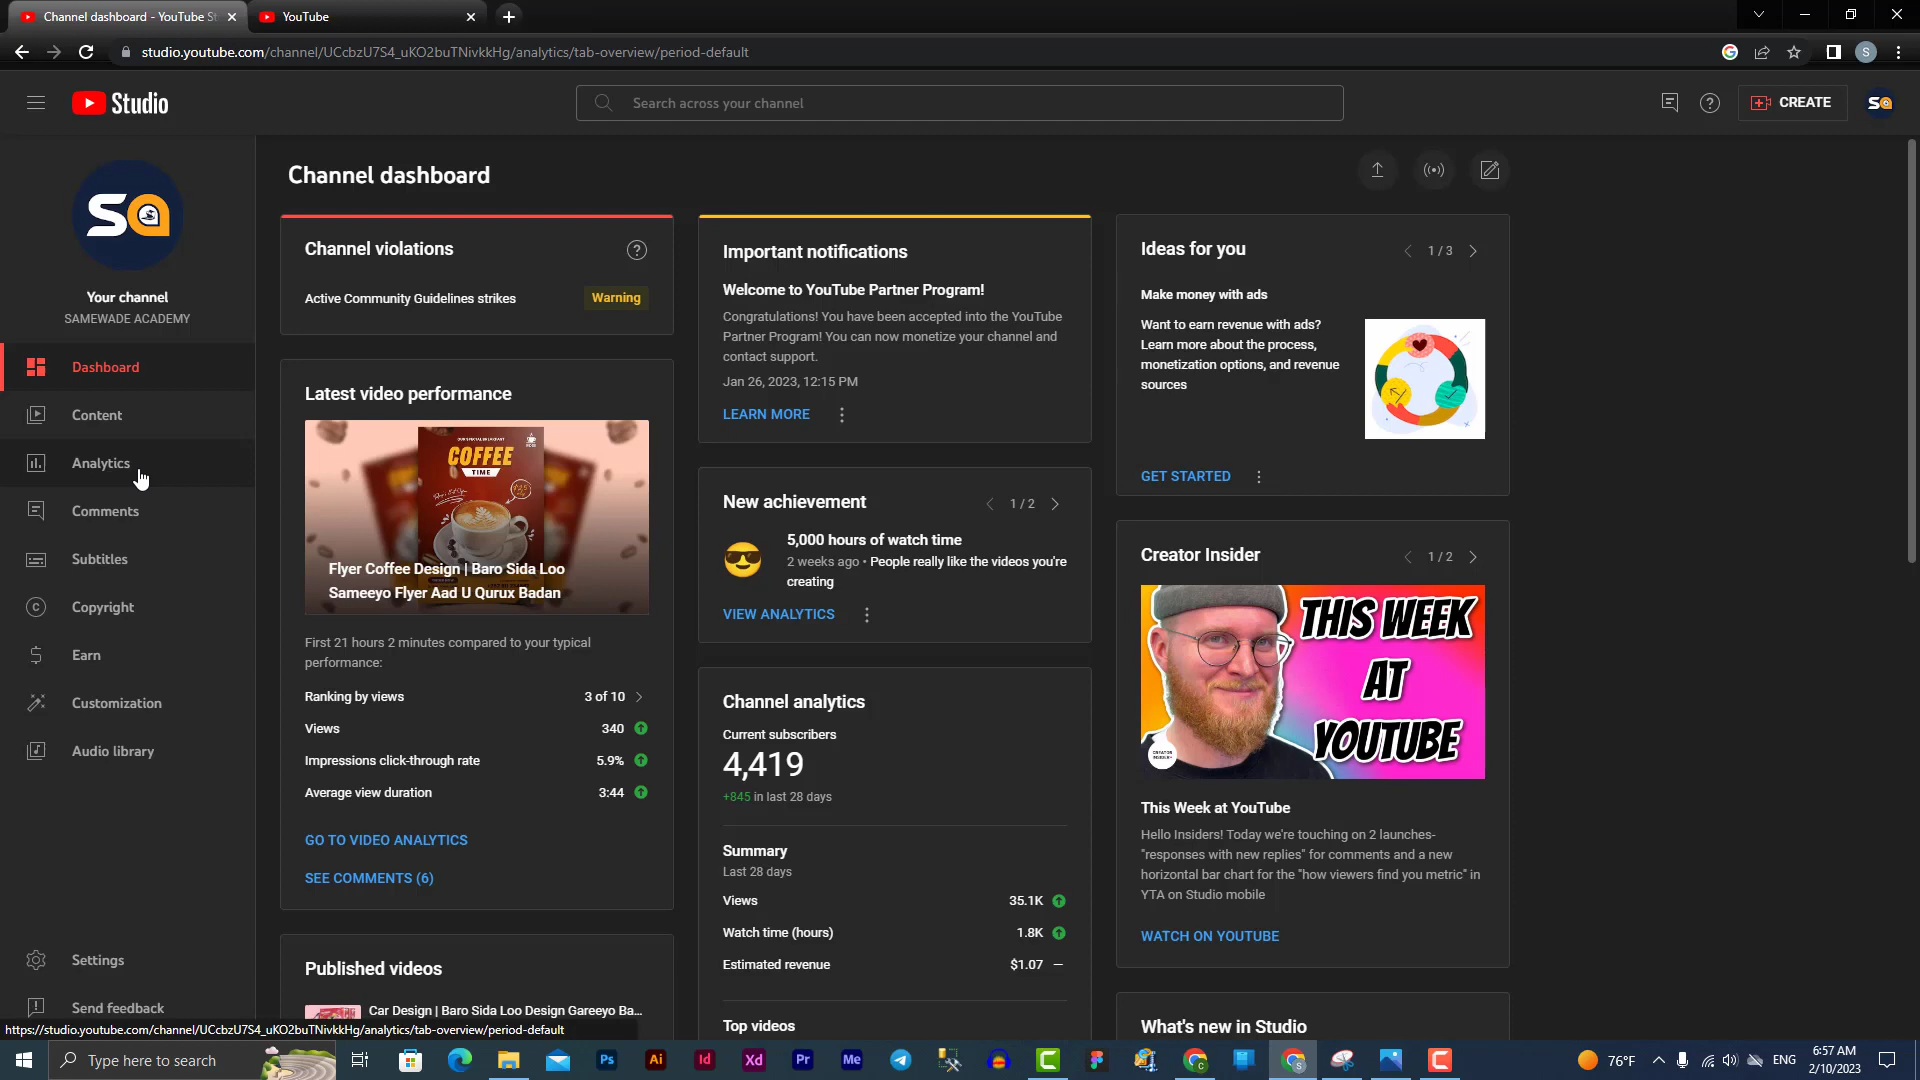 Channel dashboard - YouTube St
YouTube
studio.youtube.com/channel/UCcbzU7S4_uKO2buTNivkkHg/analytics/tab-overview/period-default
S
Studio
Search across your channel
CREATE
Sa
Your channel
SAMEWADE ACADEMY
Dashboard
Content
Analytics
Comments
Subtitles
Copyright
Earn
Customization
Audio library
Settings
Send feedback
Channel dashboard
Channel violations
Active Community Guidelines strikes
Warning
Latest video performance
OUR SPECIAL BREAKFAST
COFFEE
TIME
Flyer Coffee Design | Baro Sida Loo
Sameeyo Flyer Aad U Qurux Badan
First 21 hours 2 minutes compared to your typical
performance:
Ranking by views 3 of 10
Views 340
Impressions click-through rate 5.9%
Average view duration 3:44
GO TO VIDEO ANALYTICS
SEE COMMENTS (6)
Published videos
Car Design | Baro Sida Loo Design Gareeyo Ba...
Important notifications
Welcome to YouTube Partner Program!
Congratulations! You have been accepted into the YouTube
Partner Program! You can now monetize your channel and
contact support.
Jan 26, 2023, 12:15 PM
LEARN MORE
New achievement
1 / 2
5,000 hours of watch time
2 weeks ago • People really like the videos you're
creating
VIEW ANALYTICS
Channel analytics
Current subscribers
4,419
+845 in last 28 days
Summary
Last 28 days
Views 35.1K
Watch time (hours) 1.8K
Estimated revenue $1.07 —
Top videos
Ideas for you
1 / 3
Make money with ads
Want to earn revenue with ads?
Learn more about the process,
monetization options, and revenue
sources
GET STARTED
Creator Insider
1 / 2
THIS WEEK
AT
YOUTUBE
CREATOR
INSIDER
This Week at YouTube
Hello Insiders! Today we're touching on 2 launches-
"responses with new replies" for comments and a new
horizontal bar chart for the "how viewers find you metric" in
YTA on Studio mobile
WATCH ON YOUTUBE
What's new in Studio
https://studio.youtube.com/channel/UCcbzU7S4_uKO2buTNivkkHg/analytics/tab-overview/period-default
Type here to search
Ps
Ai
Id
Xd
Pr
Me
76°F
ENG
6:57 AM
2/10/2023